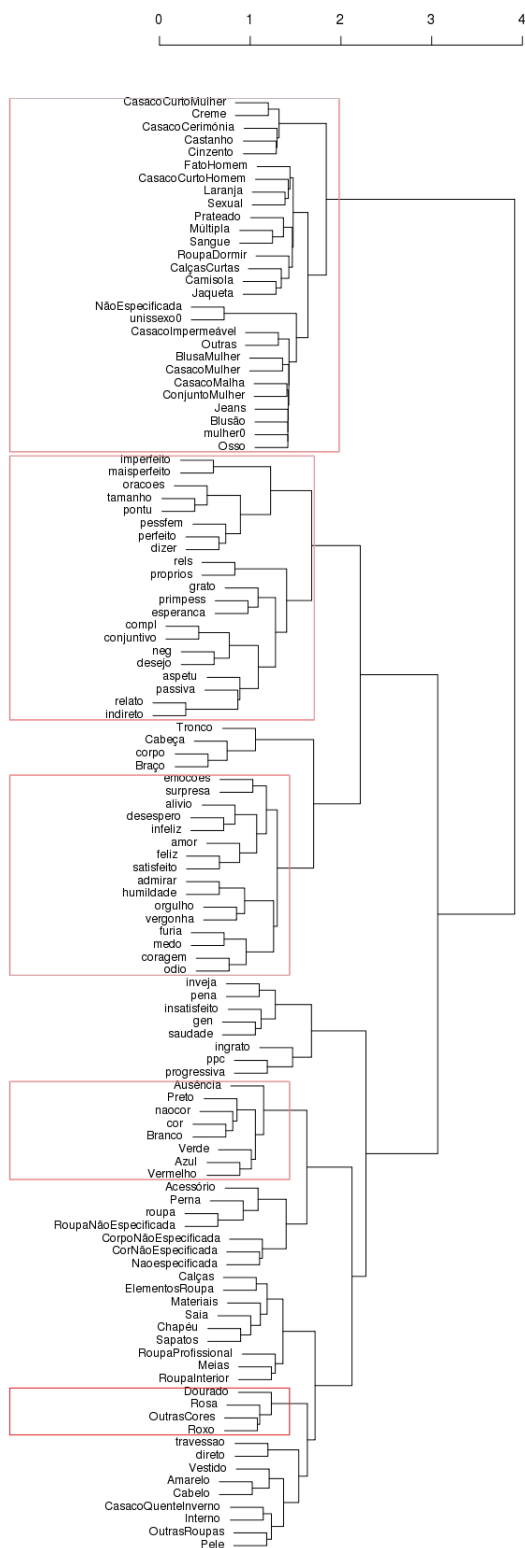 0 1 2 3 4
CasacoCurtoMulher
Creme
CasacoCerimónia
Castanho
Cinzento
FatoHomem
CasacoCurtoHomem
Laranja
Sexual
Prateado
Múltipla
Sangue
RoupaDormir
CalçasCurtas
Camisola
Jaqueta
NãoEspecificada
unissexo0
CasacoImpermeável
Outras
BlusaMulher
CasacoMulher
CasacoMalha
ConjuntoMulher
Jeans
Blusão
mulher0
Osso
imperfeito
maisperfeito
oracoes
tamanho
pontu
pessfem
perfeito
dizer
rels
proprios
grato
primpess
esperanca
compl
conjuntivo
neg
desejo
aspetu
passiva
relato
indireto
Tronco
Cabeça
corpo
Braço
emocoes
surpresa
alivio
desespero
infeliz
amor
feliz
satisfeito
admirar
humildade
orgulho
vergonha
furia
medo
coragem
odio
inveja
pena
insatisfeito
gen
saudade
ingrato
ppc
progressiva
Ausência
Preto
naocor
cor
Branco
Verde
Azul
Vermelho
Acessório
Perna
roupa
RoupaNãoEspecificada
CorpoNãoEspecificada
CorNãoEspecificada
Naoespecificada
Calças
ElementosRoupa
Materiais
Saia
Chapéu
Sapatos
RoupaProfissional
Meias
RoupaInterior
Dourado
Rosa
OutrasCores
Roxo
travessao
direto
Vestido
Amarelo
Cabelo
CasacoQuenteInverno
Interno
OutrasRoupas
Pele